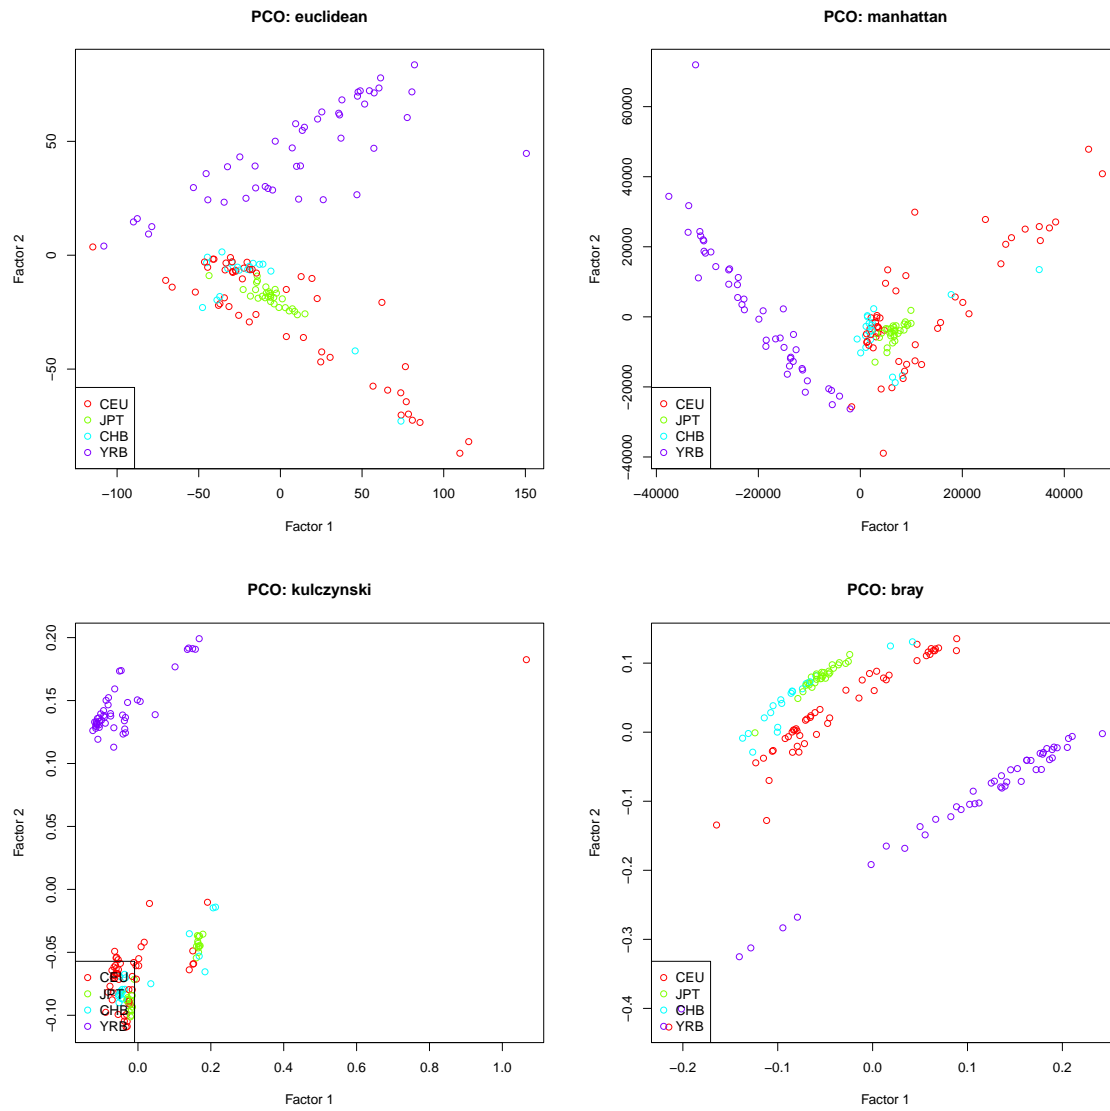 PCO: euclidean
50
0
−50
Factor 2
CEU
JPT
CHB
YRB
−100 −50 0 50 100 150
Factor 1
PCO: manhattan
60000
40000
20000
0
−20000
−40000
Factor 2
CEU
JPT
CHB
YRB
−40000 −20000 0 20000 40000
Factor 1
PCO: kulczynski
0.20
0.15
0.10
0.05
0.00
−0.05
−0.10
Factor 2
CEU
JPT
CHB
YRB
0.0 0.2 0.4 0.6 0.8 1.0
Factor 1
PCO: bray
0.1
0.0
−0.1
−0.2
−0.3
−0.4
Factor 2
CEU
JPT
CHB
YRB
−0.2 −0.1 0.0 0.1 0.2
Factor 1